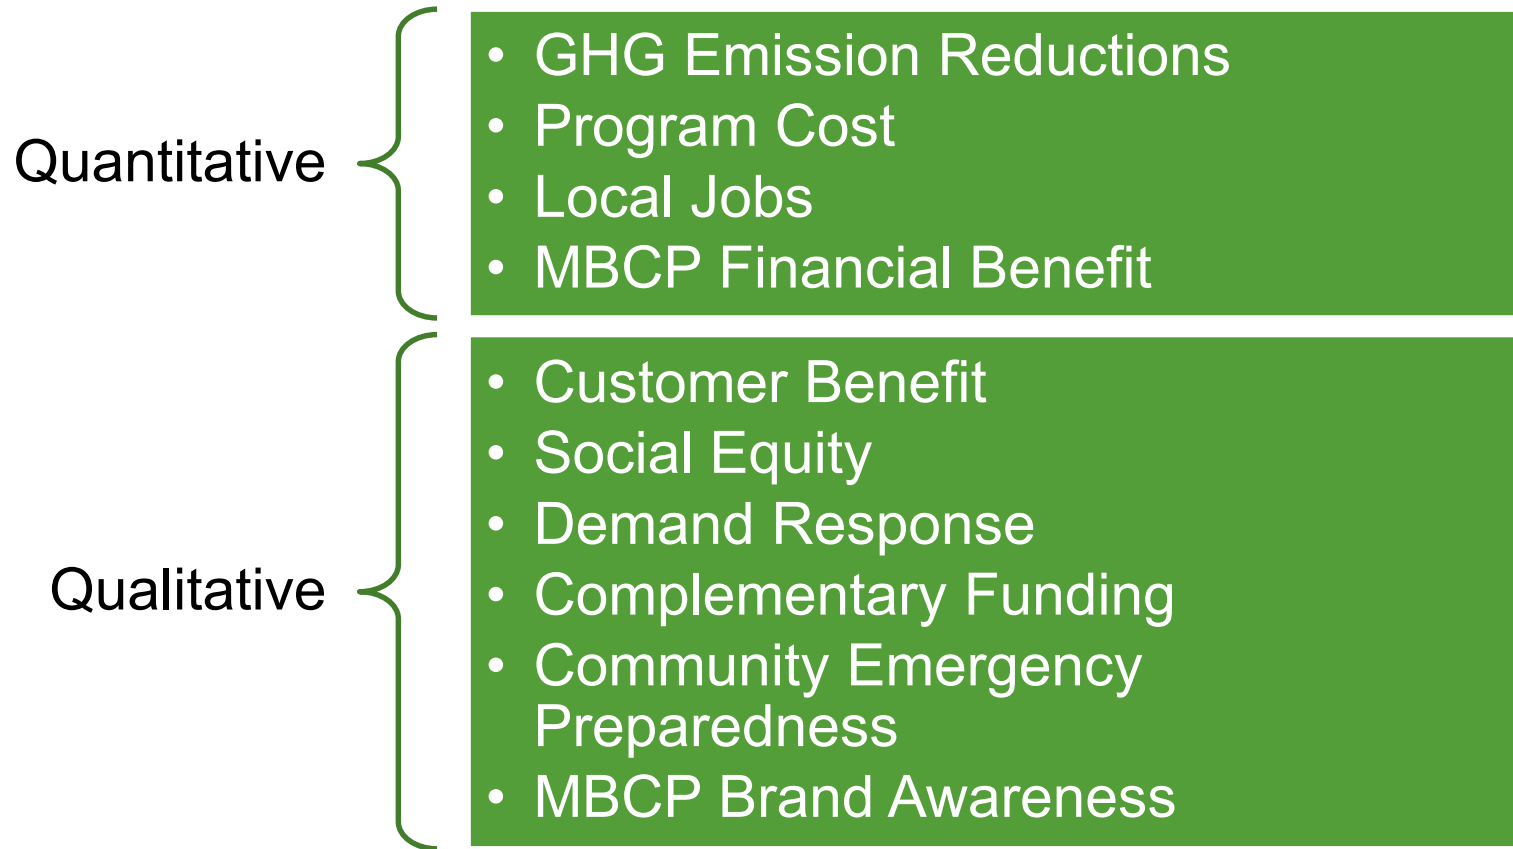 Quantitative
• GHG Emission Reductions
• Program Cost
• Local Jobs
• MBCP Financial Benefit
Qualitative
• Customer Benefit
• Social Equity
• Demand Response
• Complementary Funding
• Community Emergency
Preparedness
• MBCP Brand Awareness